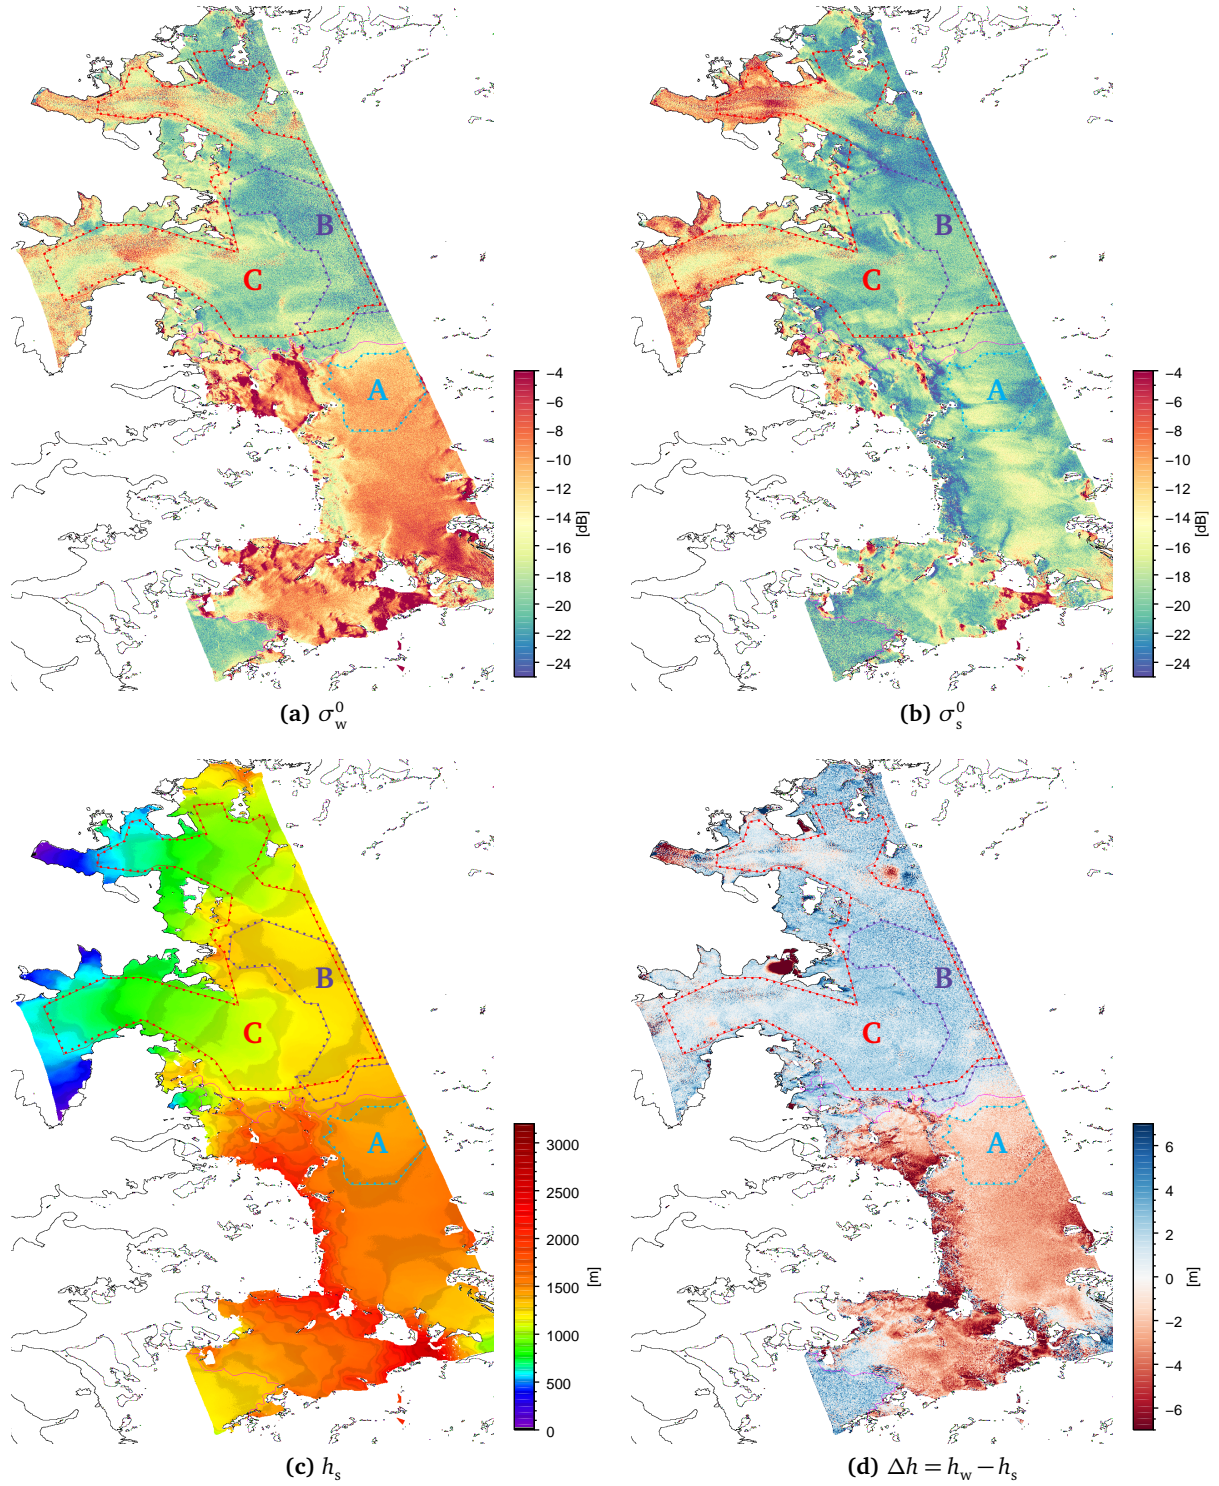 B
C
A
−4
−6
−8
−10
−12
−14
−16
−18
−20
−22
−24
[dB]
(a) σ⁰w
B
C
A
−4
−6
−8
−10
−12
−14
−16
−18
−20
−22
−24
[dB]
(b) σ⁰s
B
C
A
3000
2500
2000
1500
1000
500
0
[m]
(c) hs
B
C
A
6
4
2
0
−2
−4
−6
[m]
(d) Δh = hw − hs